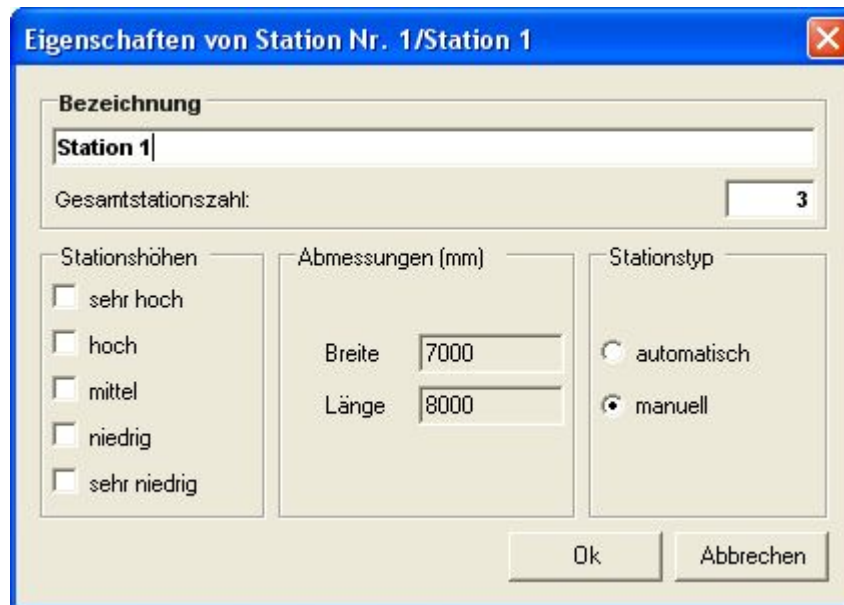 Eigenschaften von Station Nr. 1/Station 1
Bezeichnung
Station 1
Gesamtstationszahl:
3
Stationshöhen
sehr hoch
hoch
mittel
niedrig
sehr niedrig
Abmessungen (mm)
Breite 7000
Länge 8000
Stationstyp
automatisch
manuell
Ok
Abbrechen